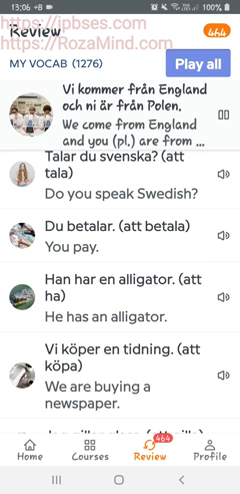 13:06 +B
100%
https://jpbses.com
Review
464
https://RozaMind.com
MY VOCAB (1276)
Play all
Vi kommer från England
och ni är från Polen.
We come from England
and you (pl.) are from ...
Talar du svenska? (att
tala)
Do you speak Swedish?
Du betalar. (att betala)
You pay.
Han har en alligator. (att
ha)
He has an alligator.
Vi köper en tidning. (att
köpa)
We are buying a
newspaper.
464
Home
Courses
Review
Profile